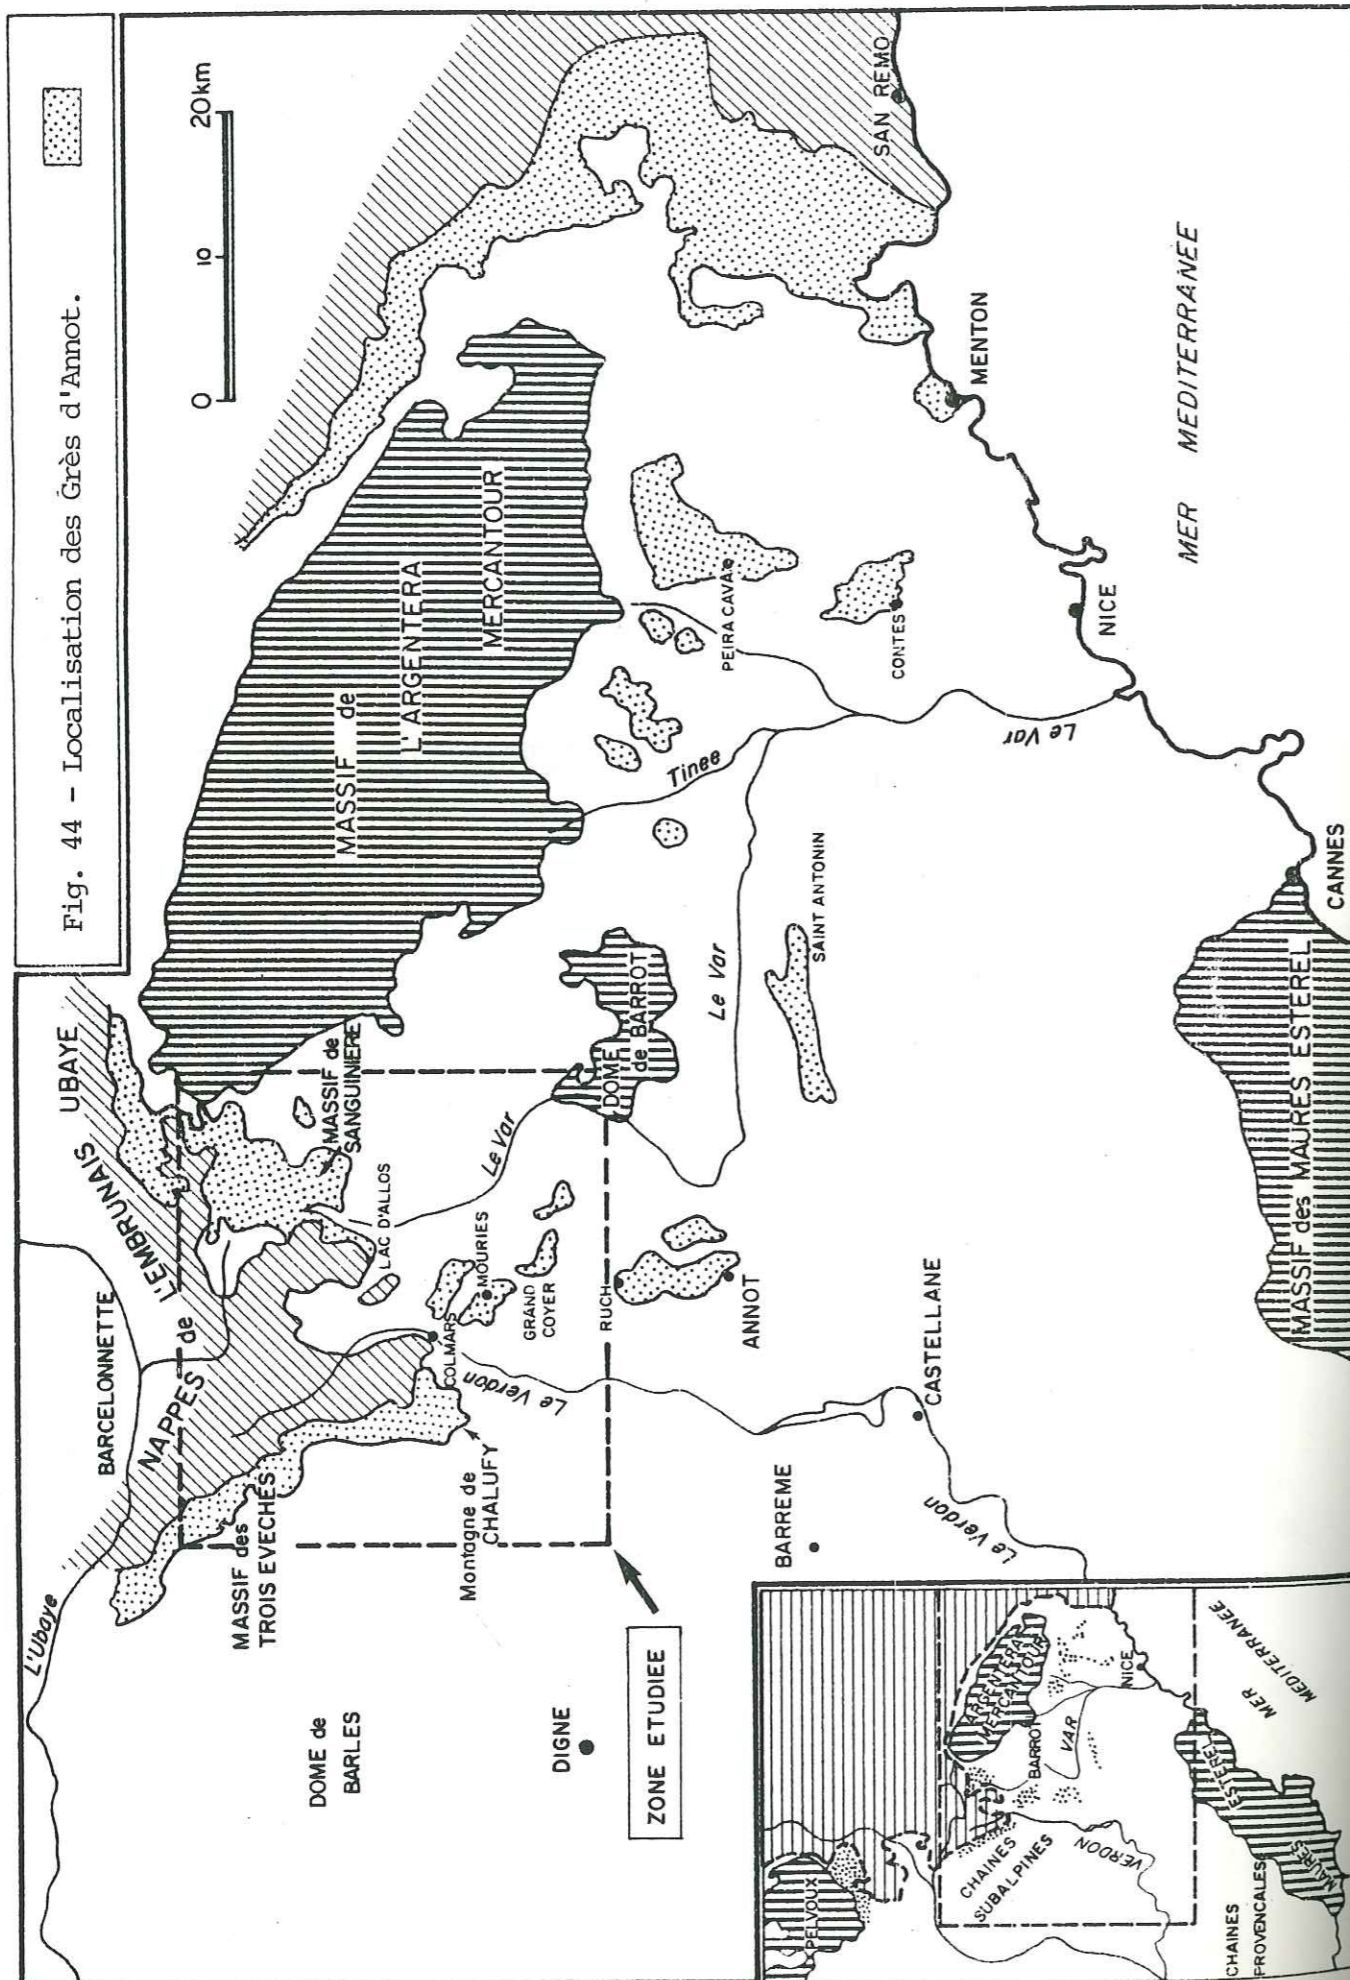 Fig. 44 - Localisation des Grès d'Annot.
0 10 20km
L'Ubaye
BARCELONNETTE
UBAYE
NAPPES de L'EMBRUNAIS
MASSIF des
TROIS EVECHES
DOME de
BARLES
MASSIF de
SANGUINIERE
LAC D'ALLOS
MASSIF de
L'ARGENTERA
MERCANTOUR
Montagne de
CHALUFY
COLMARS
MOURIES
GRAND
COYER
Le Var
Le Verdon
DIGNE
ZONE ETUDIEE
RUCH
DOME
de BARROT
Tinee
PEIRA CAVA
ANNOT
Le Var
SAINT ANTONIN
CONTES
SAN REMO
MENTON
BARREME
CASTELLANE
Le Verdon
Le Var
NICE
MER MEDITERRANEE
CANNES
MASSIF des MAURES ESTEREL
PELVOUX
CHAINES
SUBALPINES
ARGENTERA
MERCANTOUR
BARROT
VAR
VERDON
NICE
MER
MEDITERRANEE
ESTEREL
MAURES
CHAINES
PROVENCALES